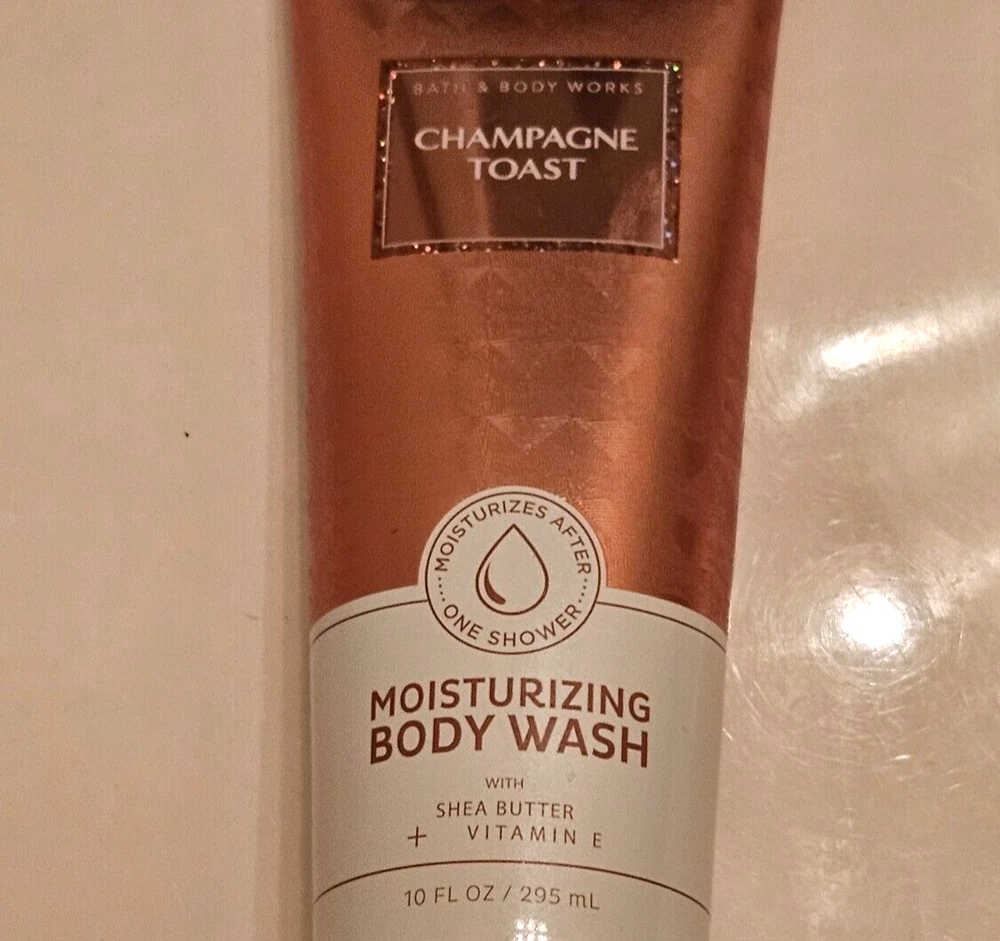 BATH & BODY WORKS
CHAMPAGNE
TOAST
MOISTURIZES AFTER
ONE SHOWER
MOISTURIZING
BODY WASH
WITH
SHEA BUTTER
+ VITAMIN E
10 FL OZ / 295 mL